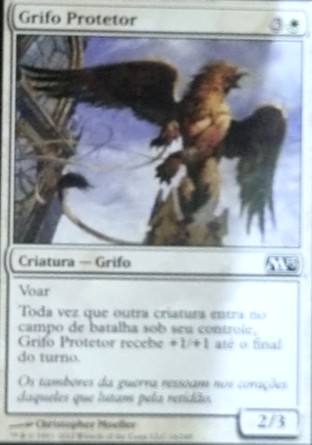 Grifo Protetor 3
Criatura — Grifo
Voar
Toda vez que outra criatura entra no
campo de batalha sob seu controle,
Grifo Protetor recebe +1/+1 até o final
do turno.
Os tambores da guerra ressoam nos corações
daqueles que lutam pela retidão.
Christopher Moeller
2/3